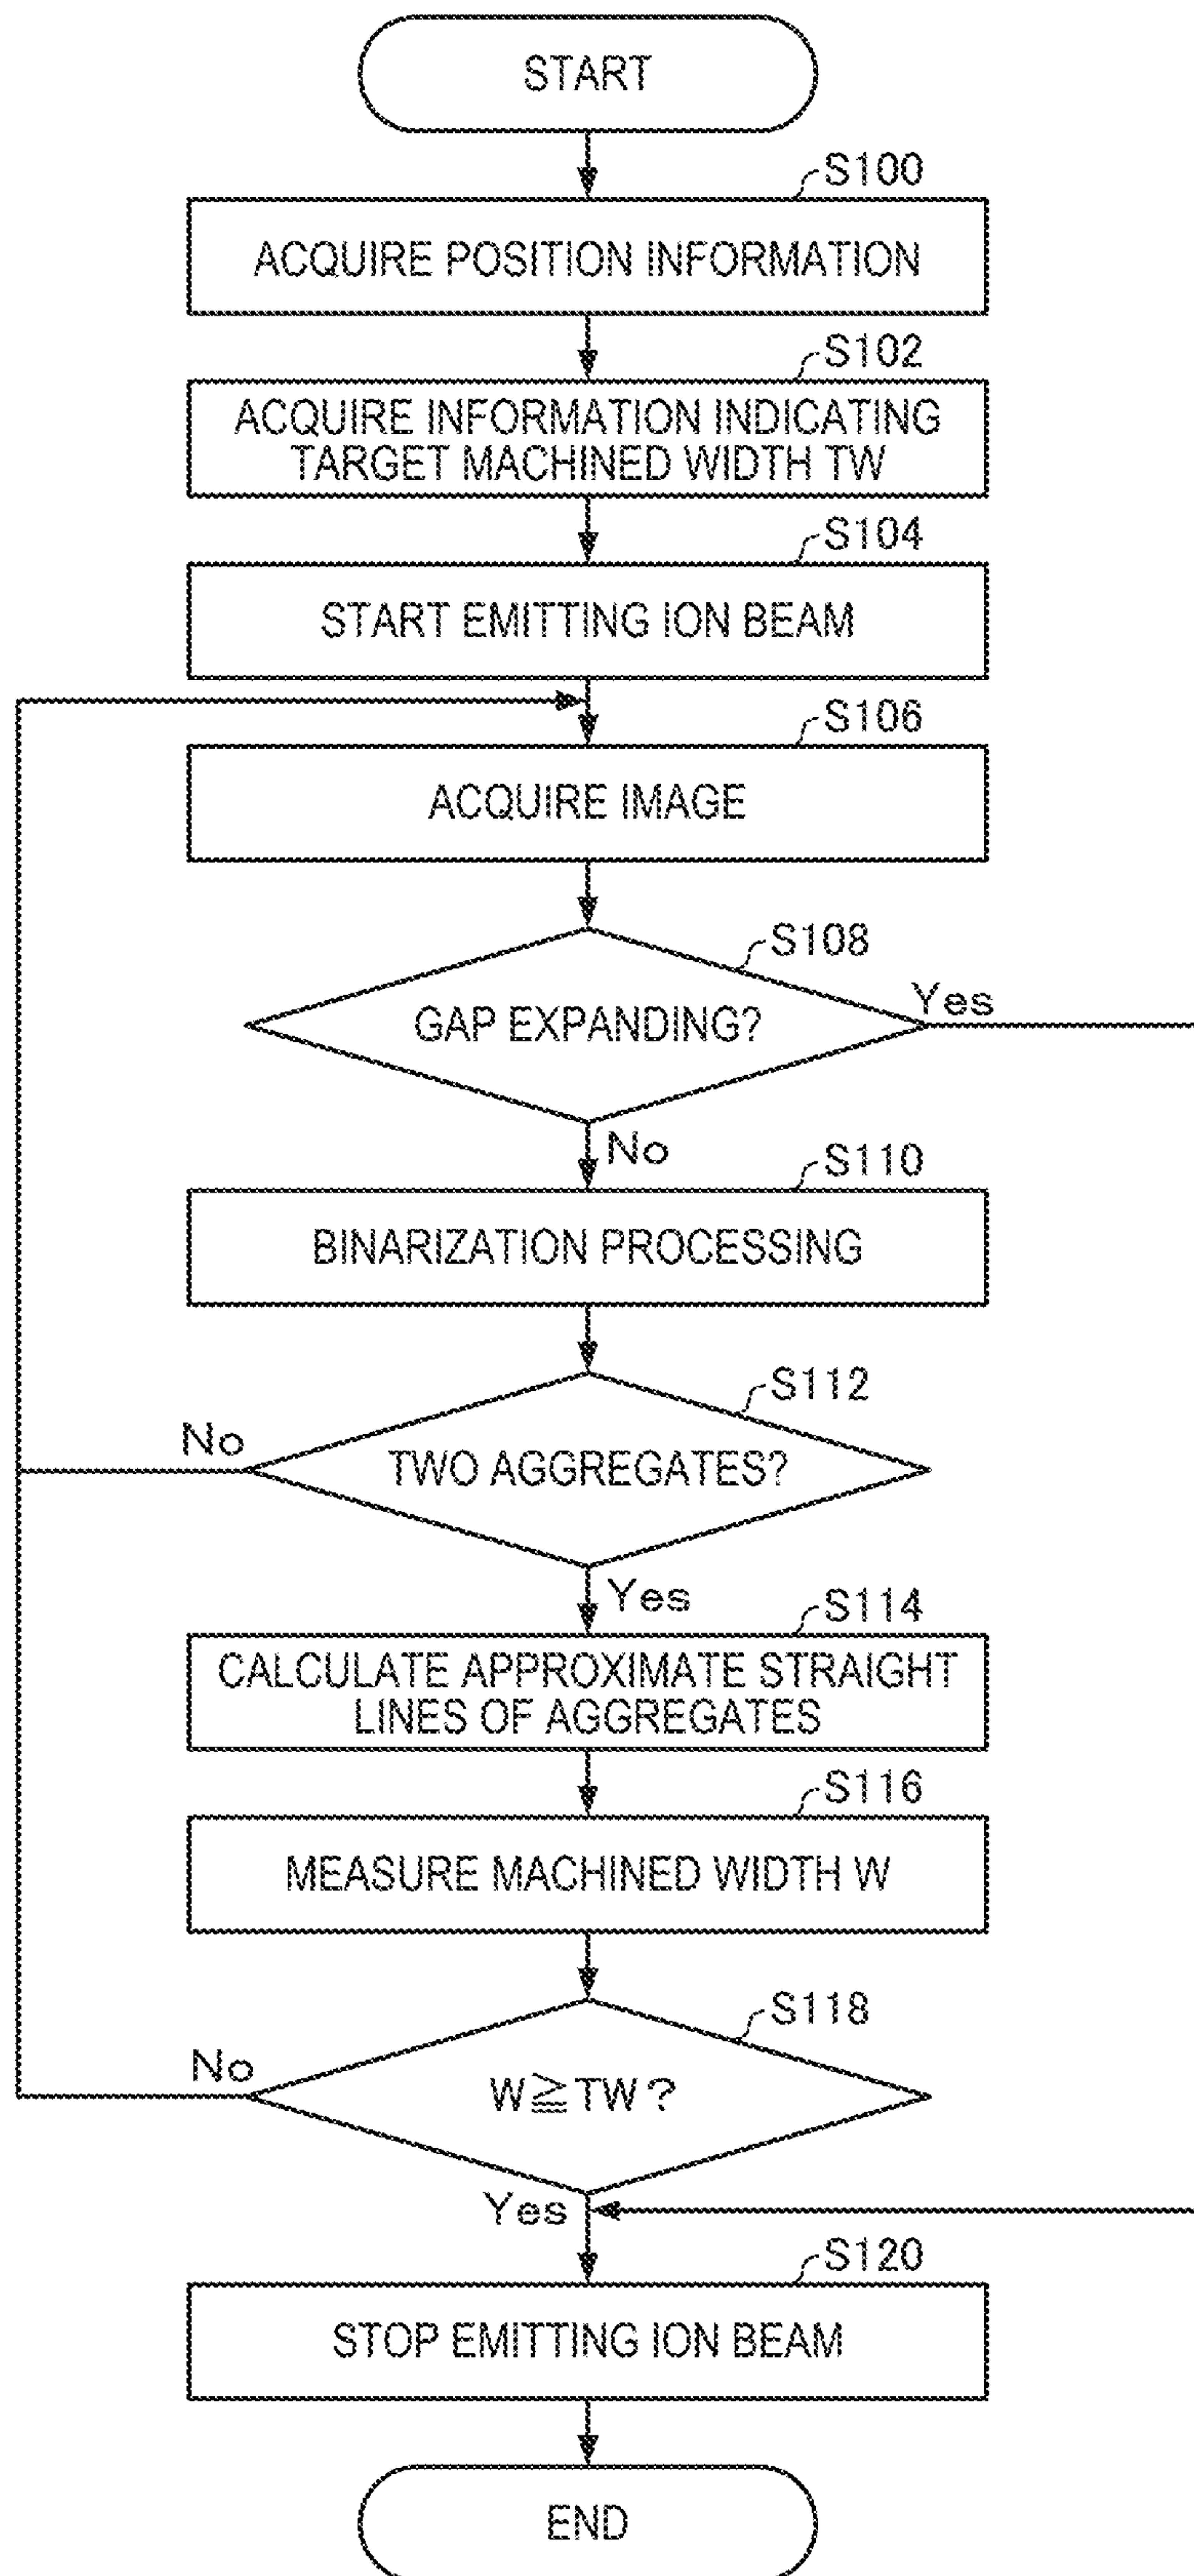 START
S100
ACQUIRE POSITION INFORMATION
S102
ACQUIRE INFORMATION INDICATING
TARGET MACHINED WIDTH TW
S104
START EMITTING ION BEAM
S106
ACQUIRE IMAGE
S108
GAP EXPANDING?
Yes
No
S110
BINARIZATION PROCESSING
S112
No
TWO AGGREGATES?
Yes
S114
CALCULATE APPROXIMATE STRAIGHT
LINES OF AGGREGATES
S116
MEASURE MACHINED WIDTH W
S118
No
W≧TW?
Yes
S120
STOP EMITTING ION BEAM
END